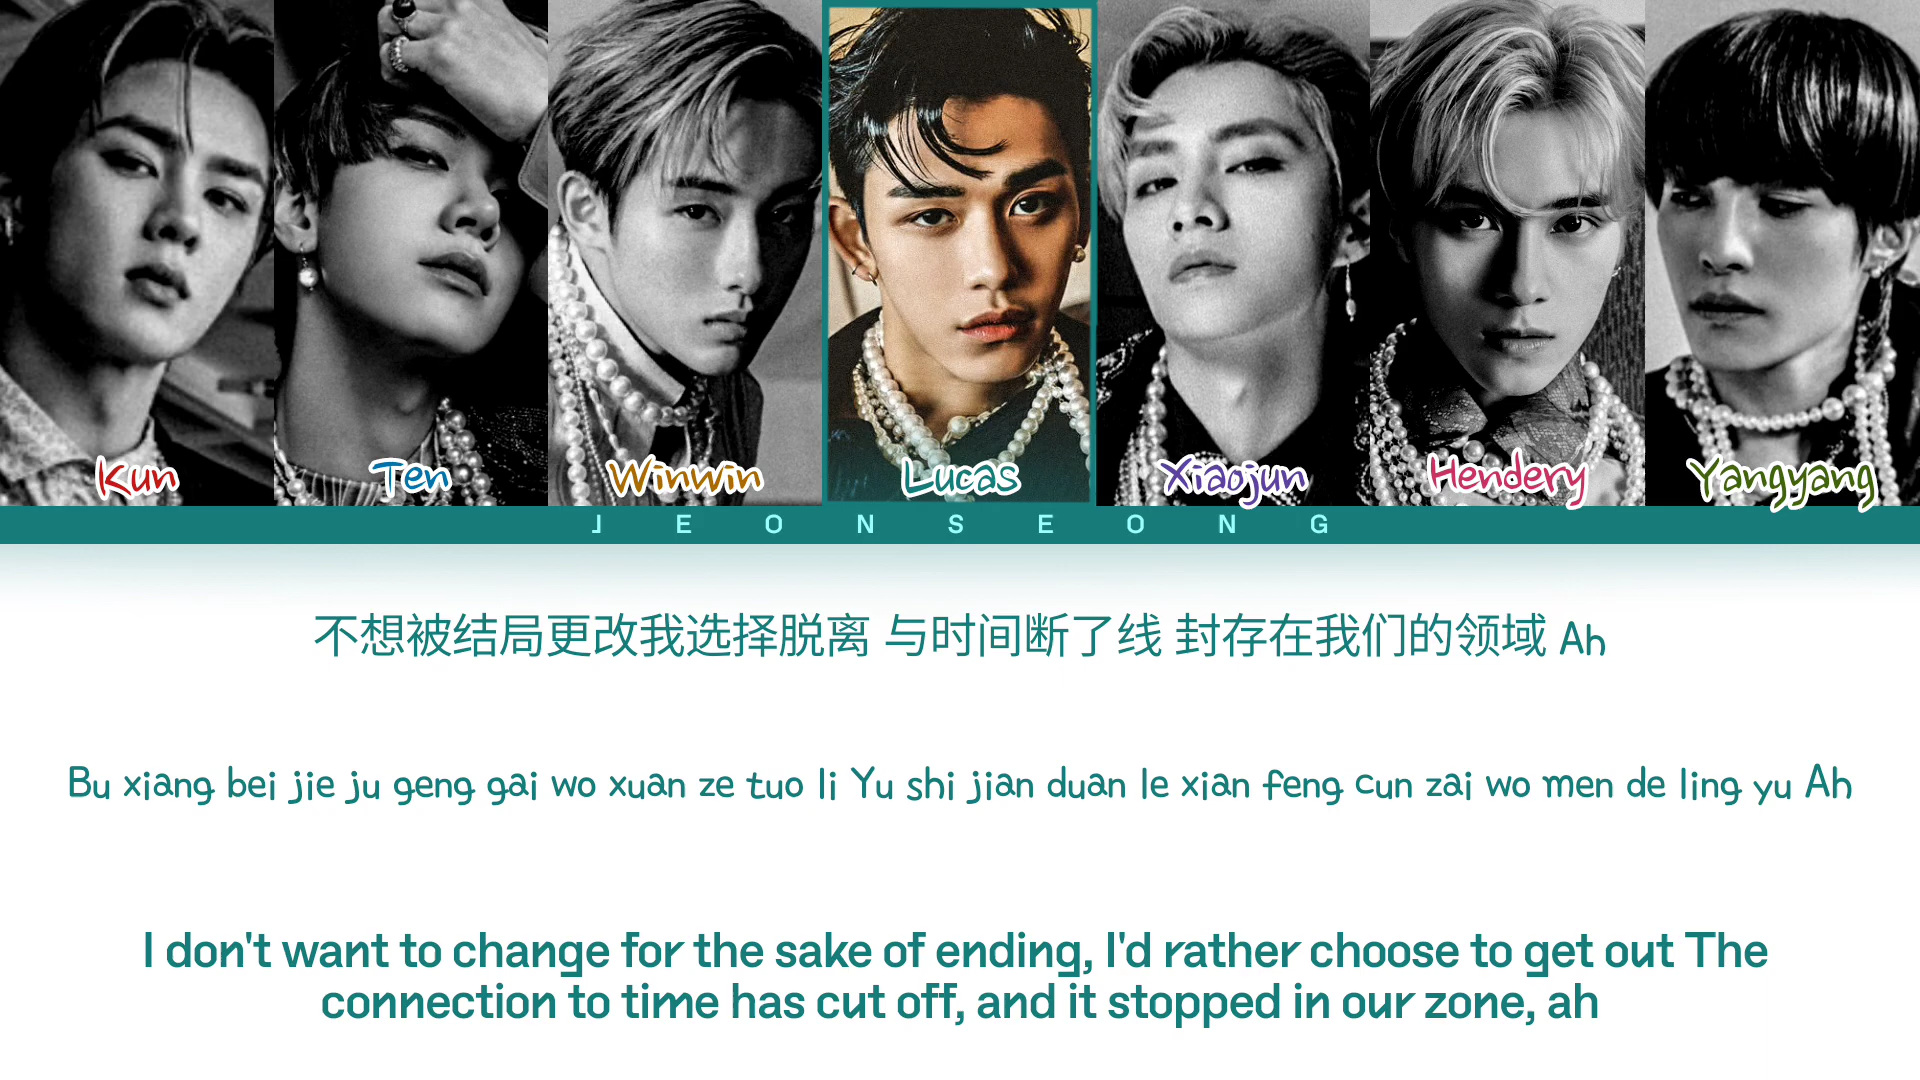 Kun Ten Winwin Lucas Xiaojun Hendery Yangyang
JEONSEONG
不想被结局更改我选择脱离 与时间断了线 封存在我们的领域 Ah
Bu xiang bei jie ju geng gai wo xuan ze tuo li Yu shi jian duan le xian feng cun zai wo men de ling yu Ah
I don't want to change for the sake of ending, I'd rather choose to get out The
connection to time has cut off, and it stopped in our zone, ah